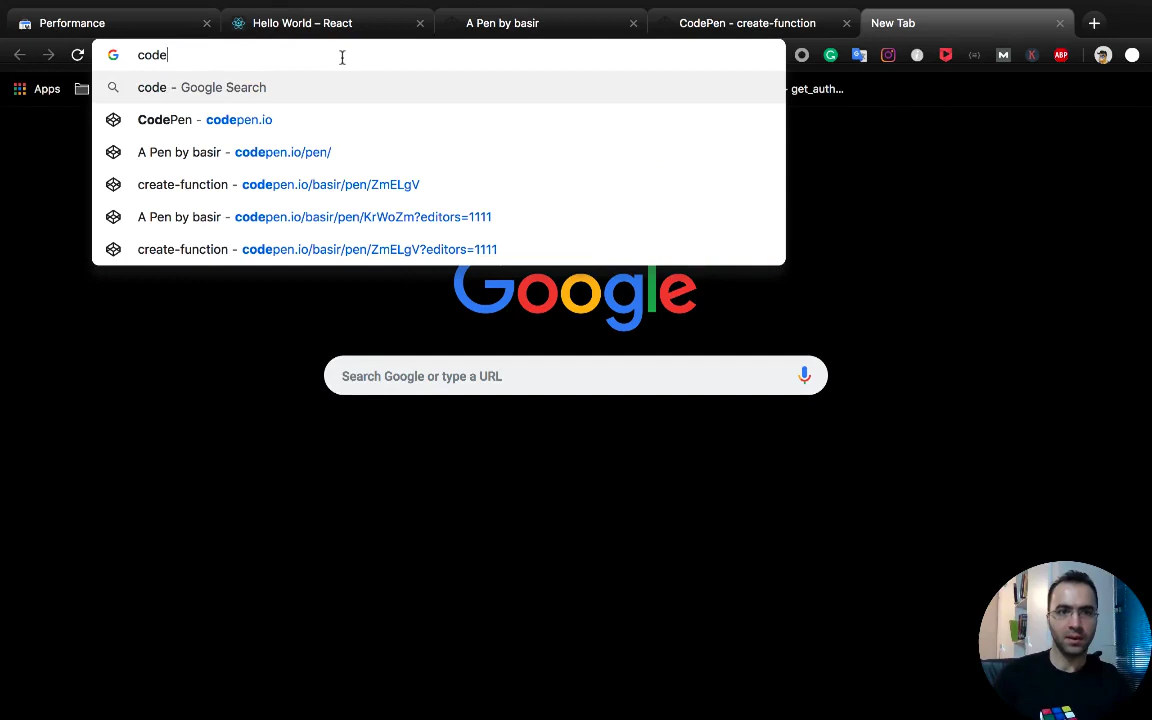 Performance
Hello World – React
A Pen by basir
CodePen - create-function
New Tab
code
Apps
get_auth...
code - Google Search
CodePen - codepen.io
A Pen by basir - codepen.io/pen/
create-function - codepen.io/basir/pen/ZmELgV
A Pen by basir - codepen.io/basir/pen/KrWoZm?editors=1111
create-function - codepen.io/basir/pen/ZmELgV?editors=1111
Google
Search Google or type a URL
ABP